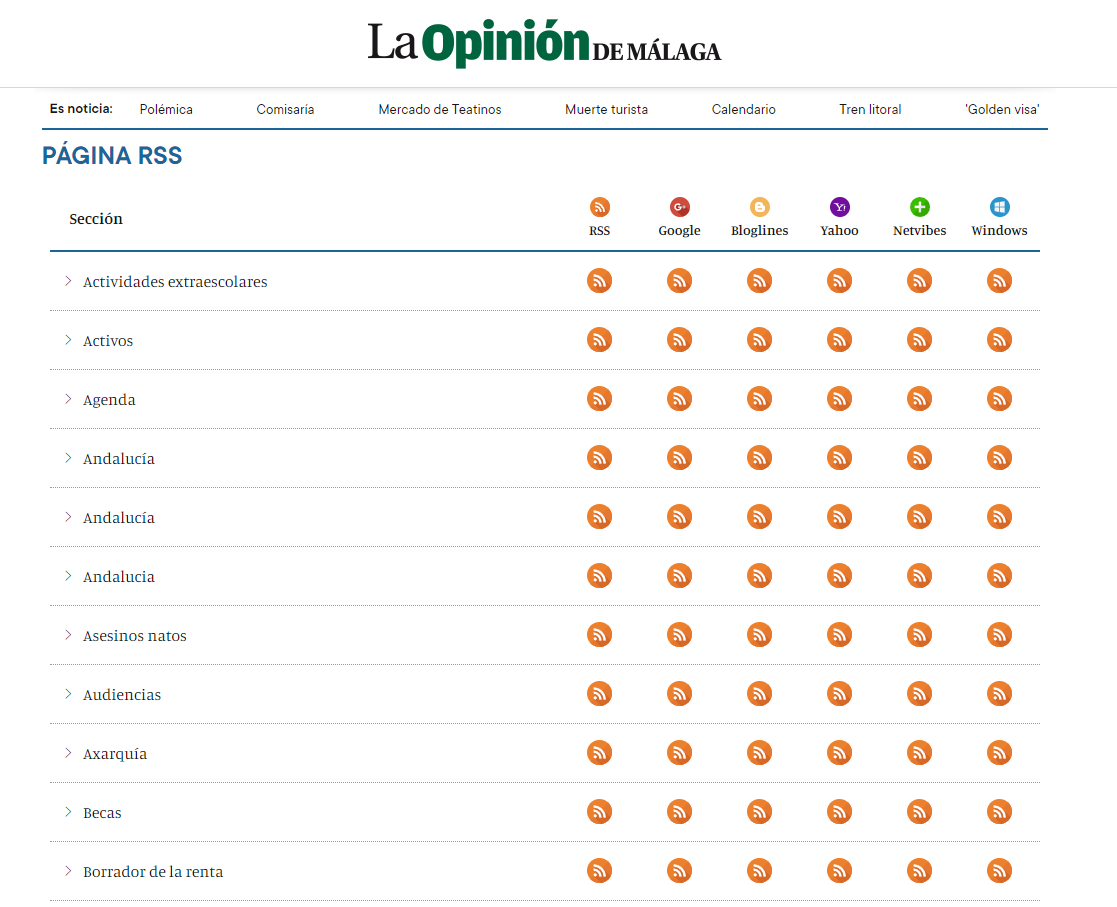 La Opinión DE MÁLAGA
Es noticia: Polémica Comisaría Mercado de Teatinos Muerte turista Calendario Tren litoral 'Golden visa'
PÁGINA RSS
Sección RSS Google Bloglines Yahoo Netvibes Windows
Actividades extraescolares
Activos
Agenda
Andalucía
Andalucía
Andalucia
Asesinos natos
Audiencias
Axarquía
Becas
Borrador de la renta